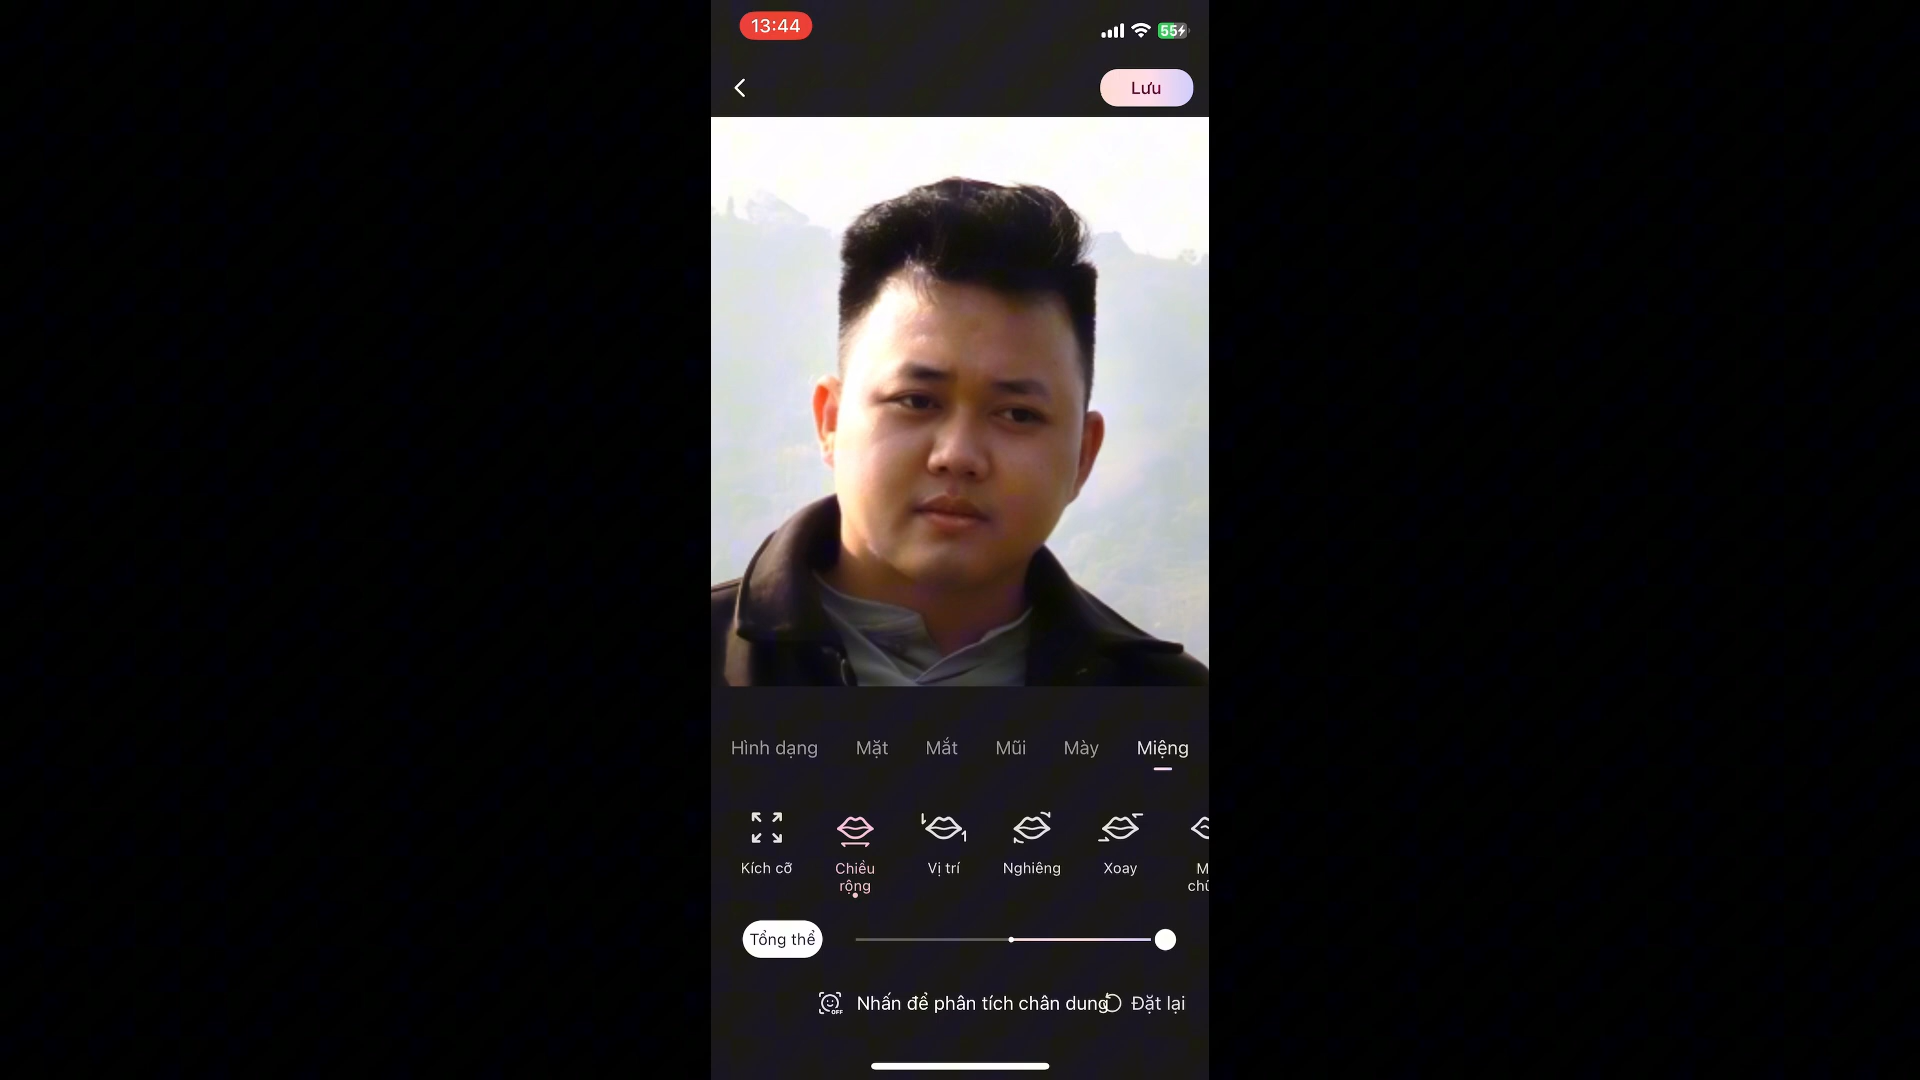 13:44
55
Lưu
Hình dạng Mặt Mắt Mũi Mày Miệng
Kích cỡ
Chiều
rộng
Vị trí
Nghiêng
Xoay
M
Tổng thể
OFF
Nhấn để phân tích chân dung
Đặt lại